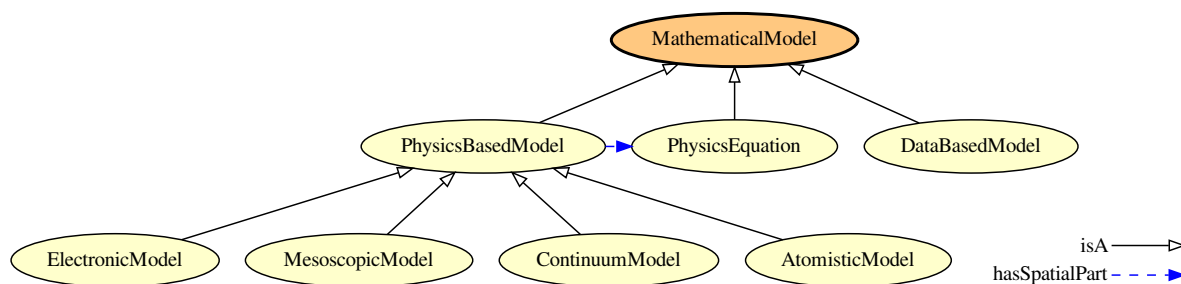 MathematicalModel
PhysicsBasedModel
PhysicsEquation
DataBasedModel
ElectronicModel
MesoscopicModel
ContinuumModel
AtomisticModel
isA
hasSpatialPart